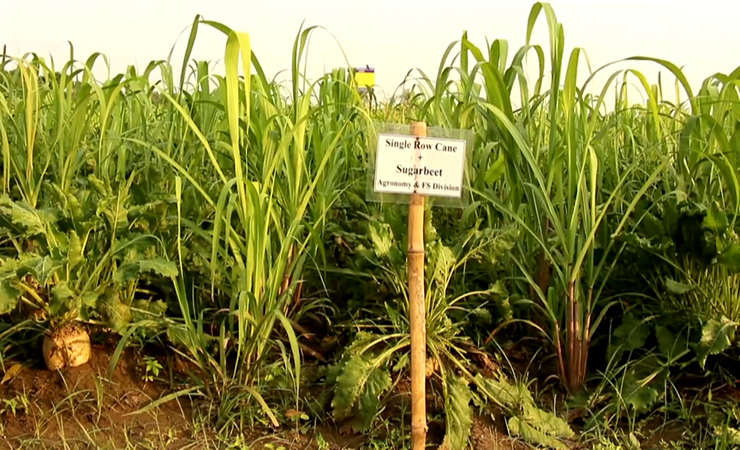 Single Row Cane
+
Sugarbeet
Agronomy & FS Division